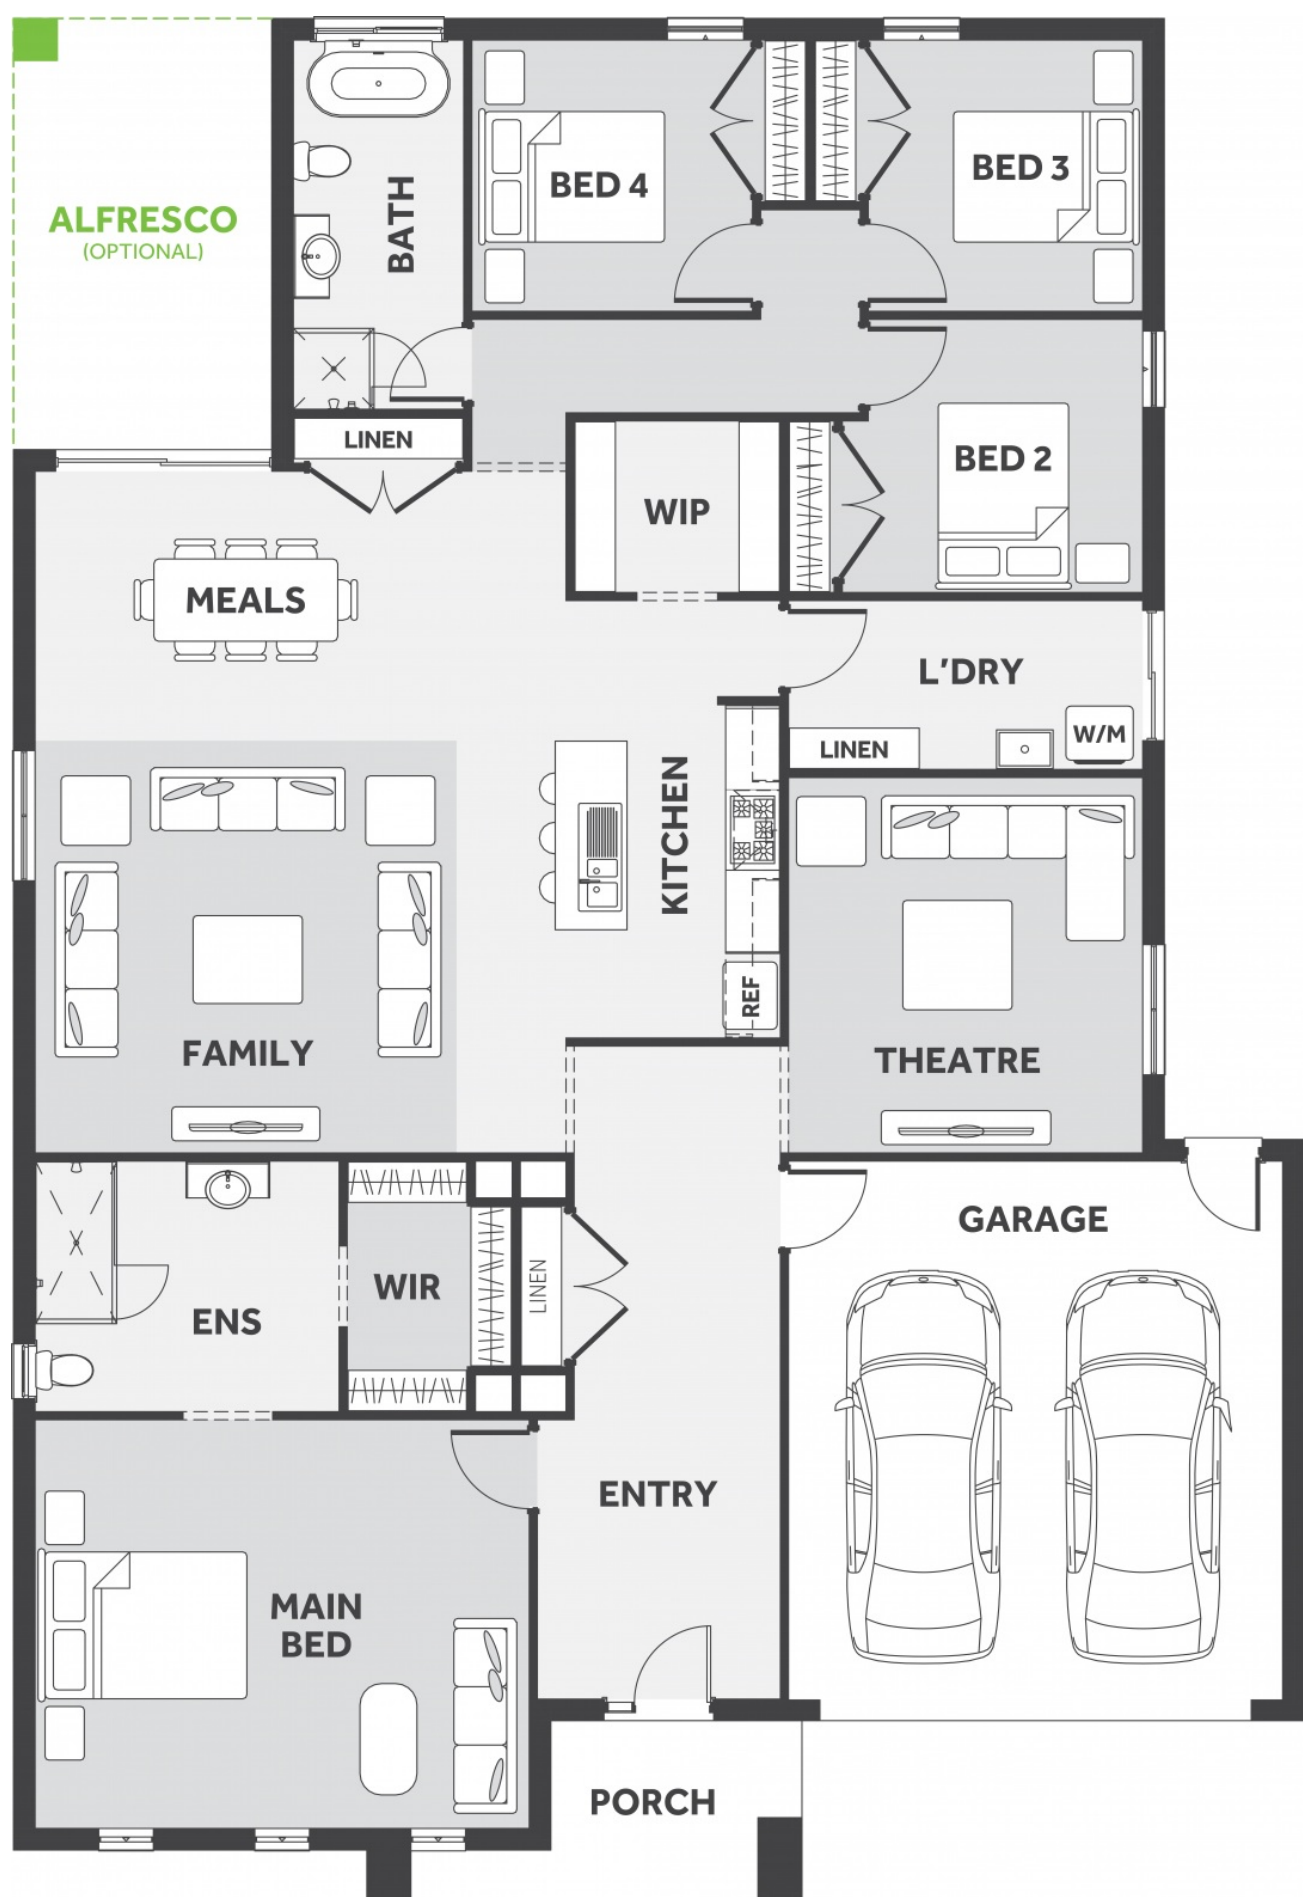 ALFRESCO
(OPTIONAL)
BATH
BED 4
BED 3
LINEN
WIP
BED 2
MEALS
L'DRY
LINEN
W/M
KITCHEN
REF
FAMILY
THEATRE
GARAGE
ENS
WIR
LINEN
ENTRY
MAIN
BED
PORCH